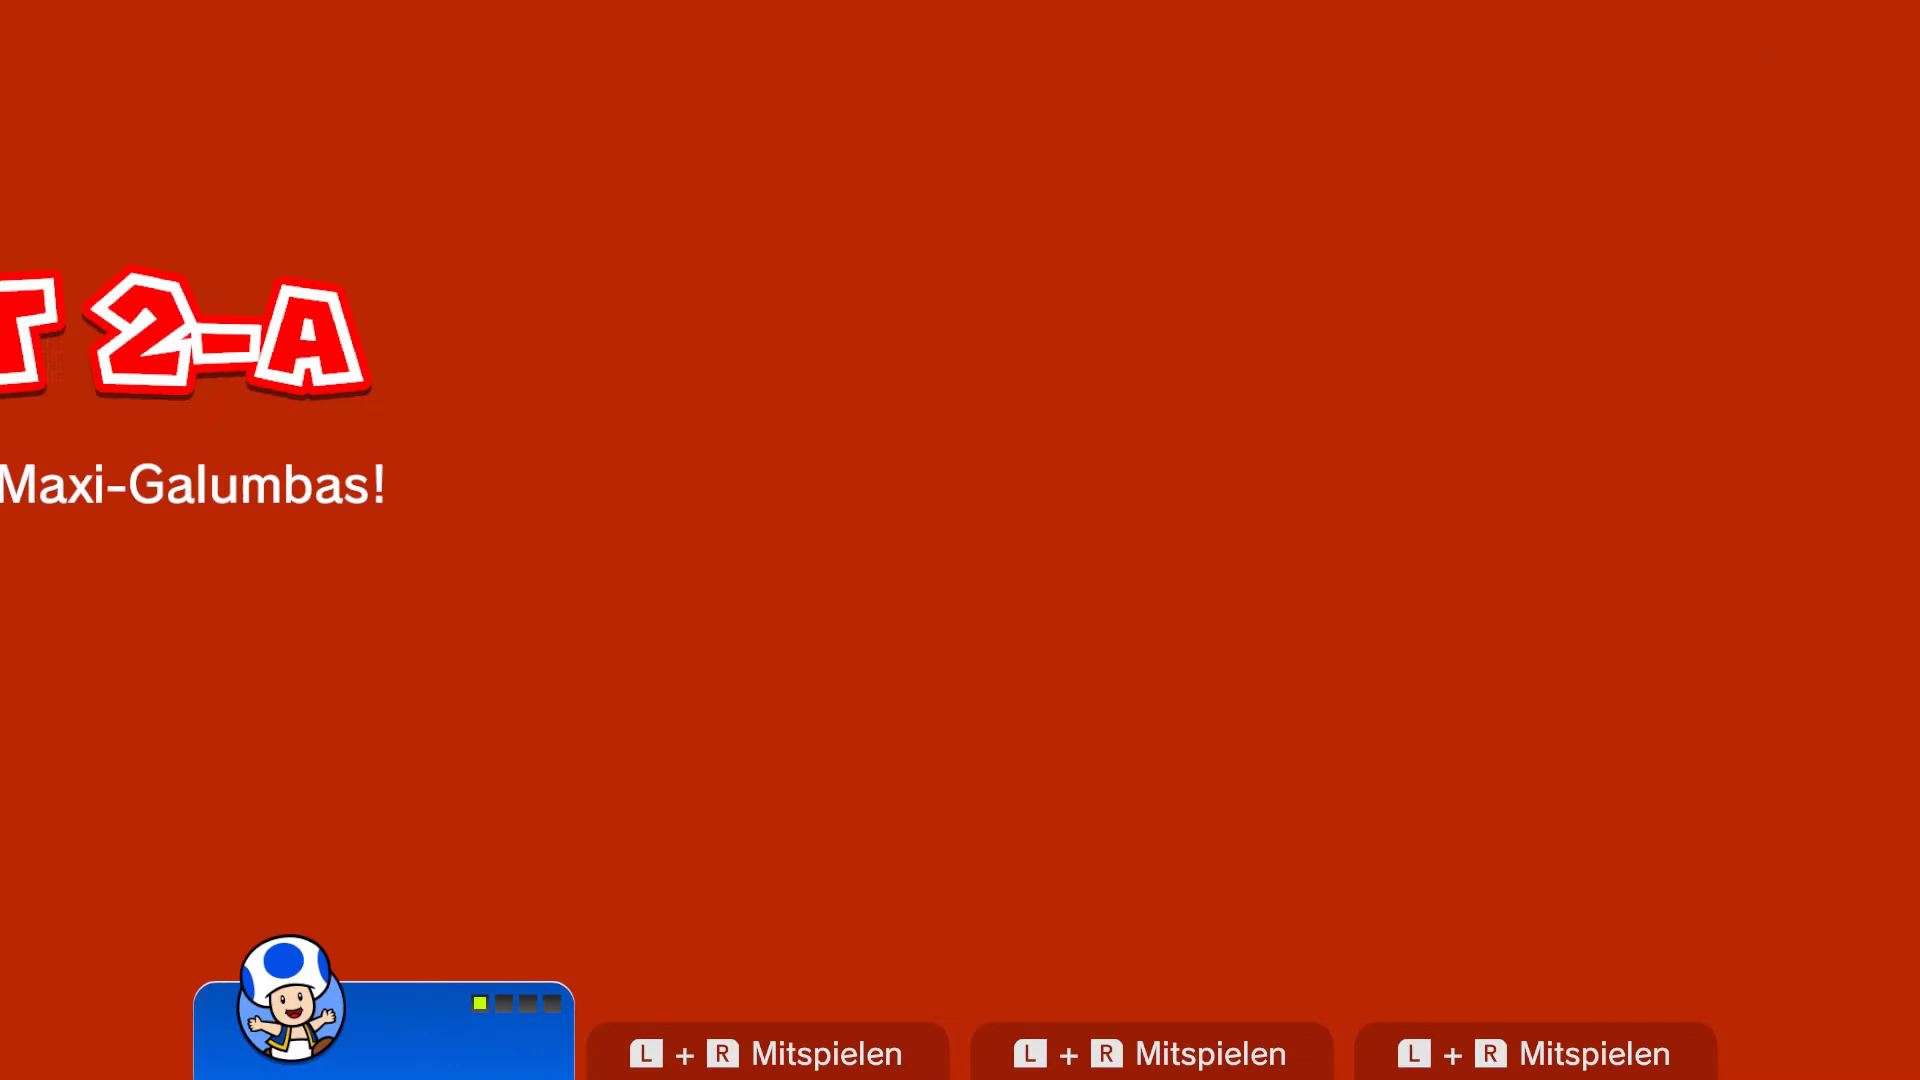 T 2-A
Maxi-Galumbas!
L + R Mitspielen
L + R Mitspielen
L + R Mitspielen